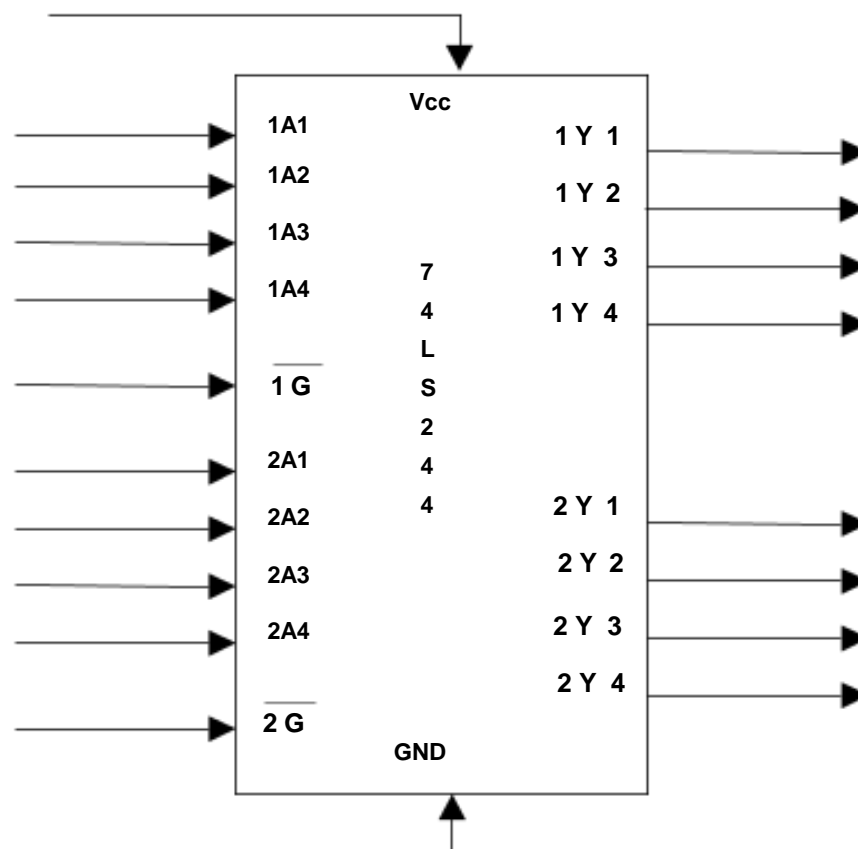 Vcc
1A1
1 Y 1
1A2
1 Y 2
1A3
1 Y 3
1A4
1 Y 4
7
4
L
S
2
4
4
1 G
2A1
2 Y 1
2A2
2 Y 2
2A3
2 Y 3
2A4
2 Y 4
2 G
GND